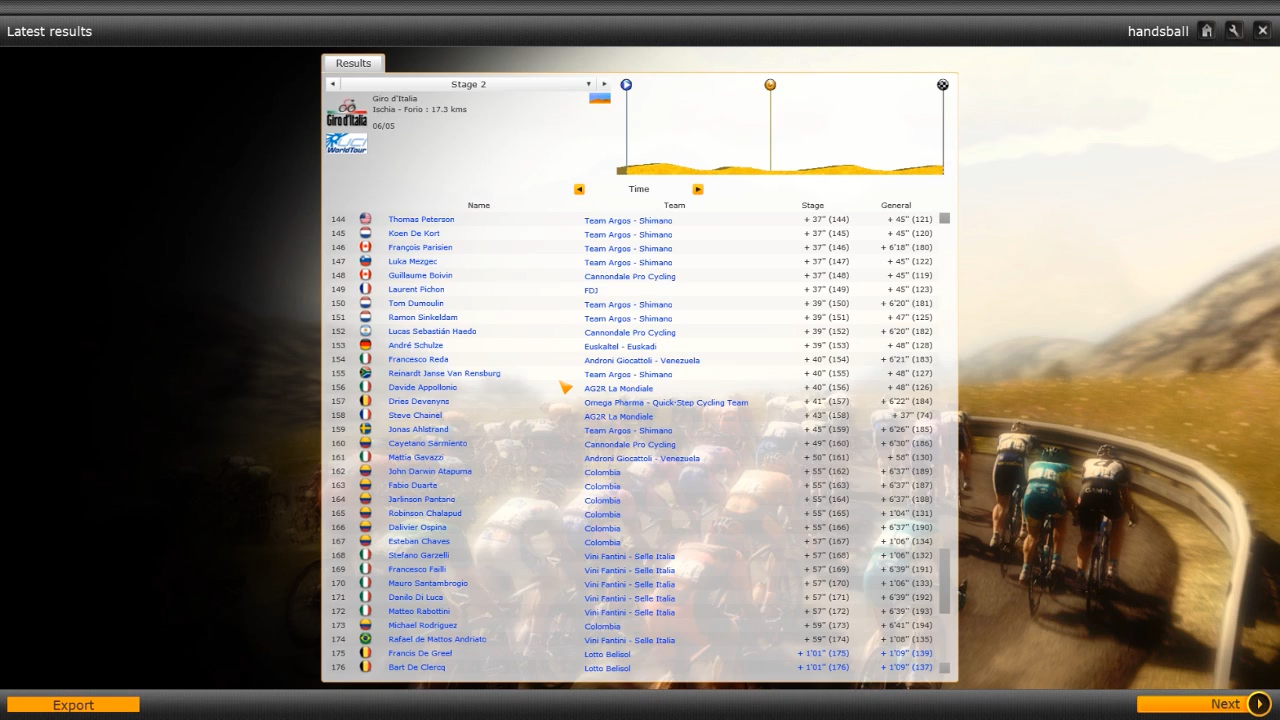 Latest results
handsball
Results
Stage 2
Giro d'Italia
Ischia - Forio : 17.3 kms
06/05
Giro d'Italia
UCI
WorldTour
Time
Name Team Stage General
144 Thomas Peterson Team Argos - Shimano + 37'' (144) + 45'' (121)
145 Koen De Kort Team Argos - Shimano + 37'' (145) + 45'' (120)
146 François Parisien Team Argos - Shimano + 37'' (146) + 6'18'' (180)
147 Luka Mezgec Team Argos - Shimano + 37'' (147) + 45'' (122)
148 Guillaume Boivin Cannondale Pro Cycling + 37'' (148) + 45'' (119)
149 Laurent Pichon FDJ + 37'' (149) + 45'' (123)
150 Tom Dumoulin Team Argos - Shimano + 39'' (150) + 6'20'' (181)
151 Ramon Sinkeldam Team Argos - Shimano + 39'' (151) + 47'' (125)
152 Lucas Sebastián Haedo Cannondale Pro Cycling + 39'' (152) + 6'20'' (182)
153 André Schulze Euskaltel - Euskadi + 39'' (153) + 48'' (128)
154 Francesco Reda Androni Giocattoli - Venezuela + 40'' (154) + 6'21'' (183)
155 Reinardt Janse Van Rensburg Team Argos - Shimano + 40'' (155) + 48'' (127)
156 Davide Appollonio AG2R La Mondiale + 40'' (156) + 48'' (126)
157 Dries Devenyns Omega Pharma - Quick-Step Cycling Team + 41'' (157) + 6'22'' (184)
158 Steve Chainel AG2R La Mondiale + 43'' (158) + 37'' (74)
159 Jonas Ahlstrand Team Argos - Shimano + 45'' (159) + 6'26'' (185)
160 Cayetano Sarmiento Cannondale Pro Cycling + 49'' (160) + 6'30'' (186)
161 Mattia Gavazzi Androni Giocattoli - Venezuela + 50'' (161) + 58'' (130)
162 John Darwin Atapuma Colombia + 55'' (162) + 6'37'' (189)
163 Fabio Duarte Colombia + 55'' (163) + 6'37'' (187)
164 Jarlinson Pantano Colombia + 55'' (164) + 6'37'' (188)
165 Robinson Chalapud Colombia + 55'' (165) + 1'04'' (131)
166 Dalivier Ospina Colombia + 55'' (166) + 6'37'' (190)
167 Esteban Chaves Colombia + 57'' (167) + 1'06'' (134)
168 Stefano Garzelli Vini Fantini - Selle Italia + 57'' (168) + 1'06'' (132)
169 Francesco Failli Vini Fantini - Selle Italia + 57'' (169) + 6'39'' (191)
170 Mauro Santambrogio Vini Fantini - Selle Italia + 57'' (170) + 1'06'' (133)
171 Danilo Di Luca Vini Fantini - Selle Italia + 57'' (171) + 6'39'' (192)
172 Matteo Rabottini Vini Fantini - Selle Italia + 57'' (172) + 6'39'' (193)
173 Michael Rodriguez Colombia + 59'' (173) + 6'41'' (194)
174 Rafael de Mattos Andriato Vini Fantini - Selle Italia + 59'' (174) + 1'08'' (135)
175 Francis De Greef Lotto Belisol + 1'01'' (175) + 1'09'' (139)
176 Bart De Clercq Lotto Belisol + 1'01'' (176) + 1'09'' (137)
Export
Next